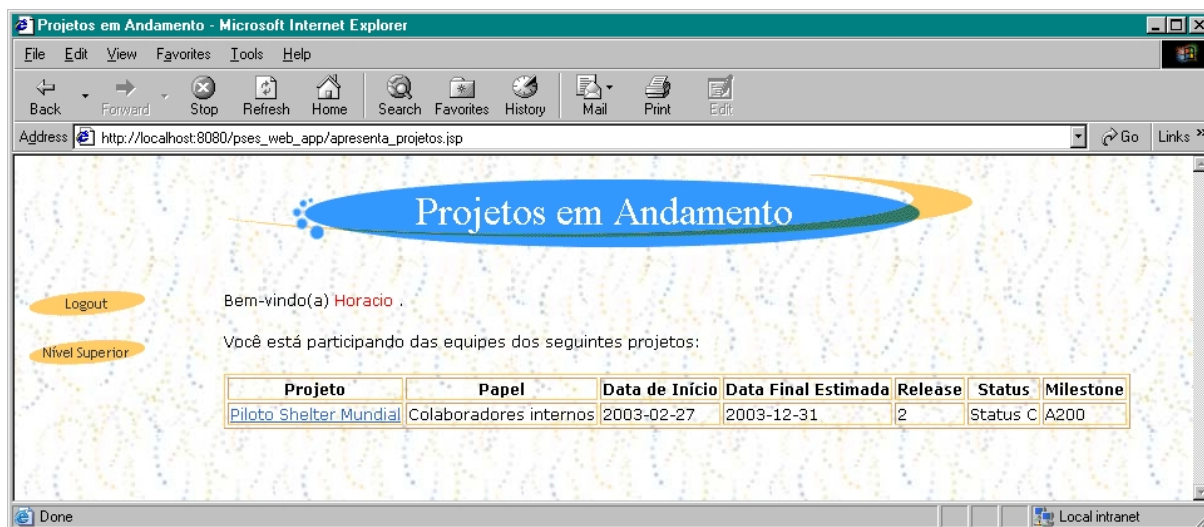 Projetos em Andamento - Microsoft Internet Explorer
File Edit View Favorites Tools Help
Back Forward Stop Refresh Home Search Favorites History Mail Print Edit
Address http://localhost:8080/pses_web_app/apresenta_projetos.jsp Go Links »
Projetos em Andamento
Logout
Bem-vindo(a) Horacio .
Nível Superior
Você está participando das equipes dos seguintes projetos:
Projeto Papel Data de Início Data Final Estimada Release Status Milestone
Piloto Shelter Mundial Colaboradores internos 2003-02-27 2003-12-31 2 Status C A200
Done Local intranet